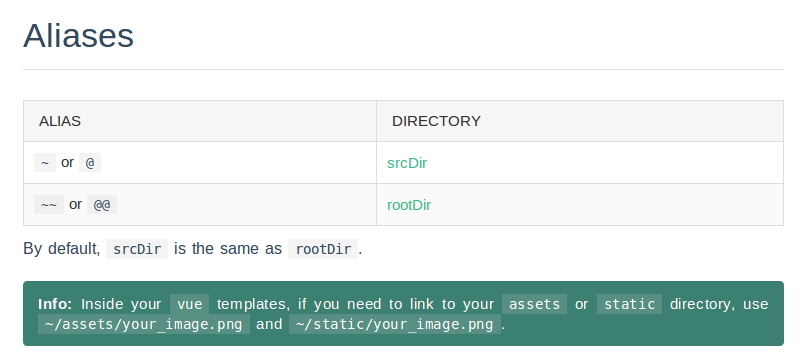 Aliases
ALIAS DIRECTORY
~ or @ srcDir
~~ or @@ rootDir
By default, srcDir is the same as rootDir.
Info: Inside your vue templates, if you need to link to your assets or static directory, use
~/assets/your_image.png and ~/static/your_image.png.